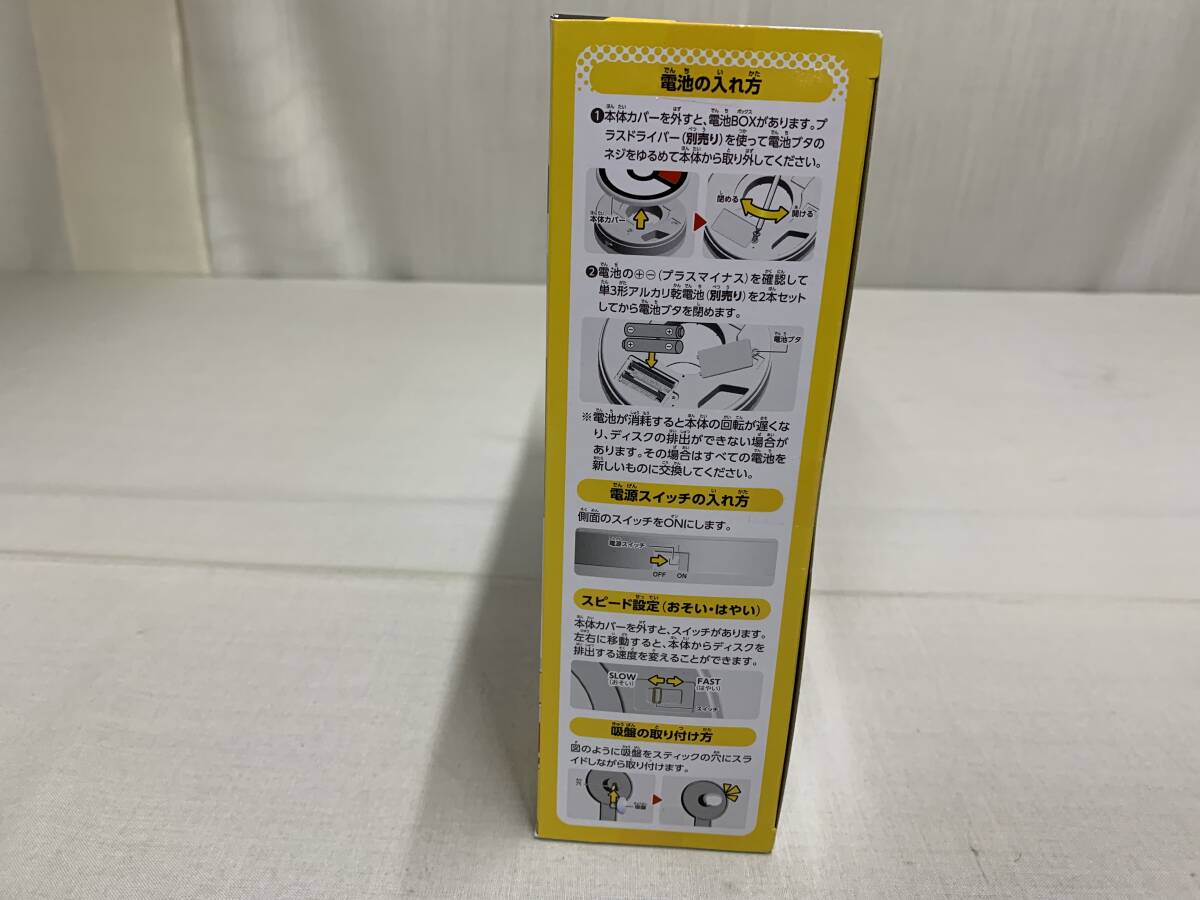 電池の入れ方
❶本体カバーを外すと、電池BOXがあります。プ
ラスドライバー(別売り)を使って電池ブタの
ネジをゆるめて本体から取り外してください。
本体カバー
閉める
開ける
❷電池の⊕⊖(プラスマイナス)を確認して
単3形アルカリ乾電池(別売り)を2本セット
してから電池ブタを閉めます。
電池ブタ
※電池が消耗すると本体の回転が遅くな
り、ディスクの排出ができない場合が
あります。その場合はすべての電池を
新しいものに交換してください。
電源スイッチの入れ方
側面のスイッチをONにします。
電源スイッチ
OFF ON
スピード設定(おそい・はやい)
本体カバーを外すと、スイッチがあります。
左右に移動すると、本体からディスクを
排出する速度を変えることができます。
SLOW
(おそい)
FAST
(はやい)
スイッチ
吸盤の取り付け方
図のように吸盤をスティックの穴にスラ
イドしながら取り付けます。
穴
吸盤